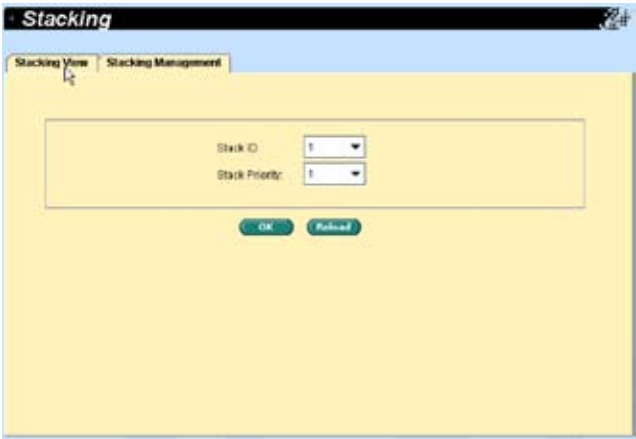 Stacking
Stacking View Stacking Management
Stack ID 1
Stack Priority: 1
OK Reload